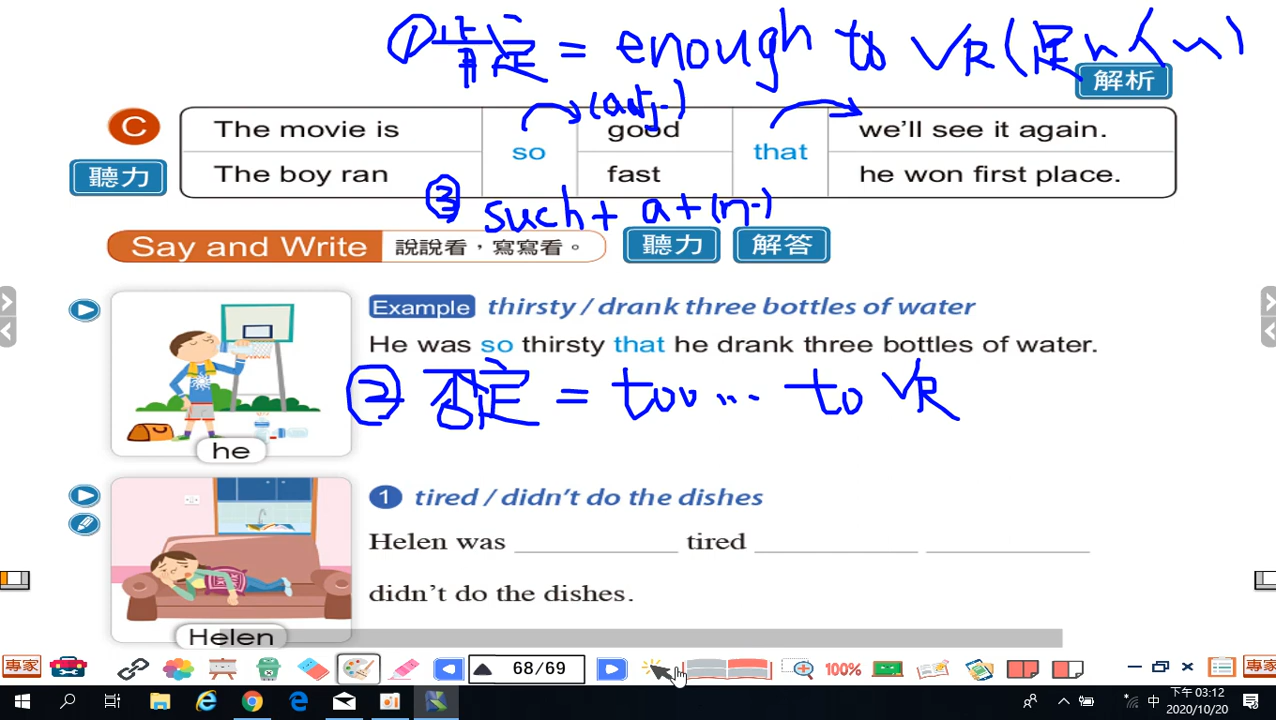 ①肯定 = enough to VR (足以
解析
C The movie is so good (adj.) that we'll see it again.
聽力 The boy ran fast he won first place.
③ such + a + (n.)
Say and Write 說說看，寫寫看。 聽力 解答
Example thirsty / drank three bottles of water
He was so thirsty that he drank three bottles of water.
② 否定 = too... to VR
he
1 tired / didn't do the dishes
Helen was tired
didn't do the dishes.
Helen
專家 68/69 100% 專家
中 下午 03:12
2020/10/20